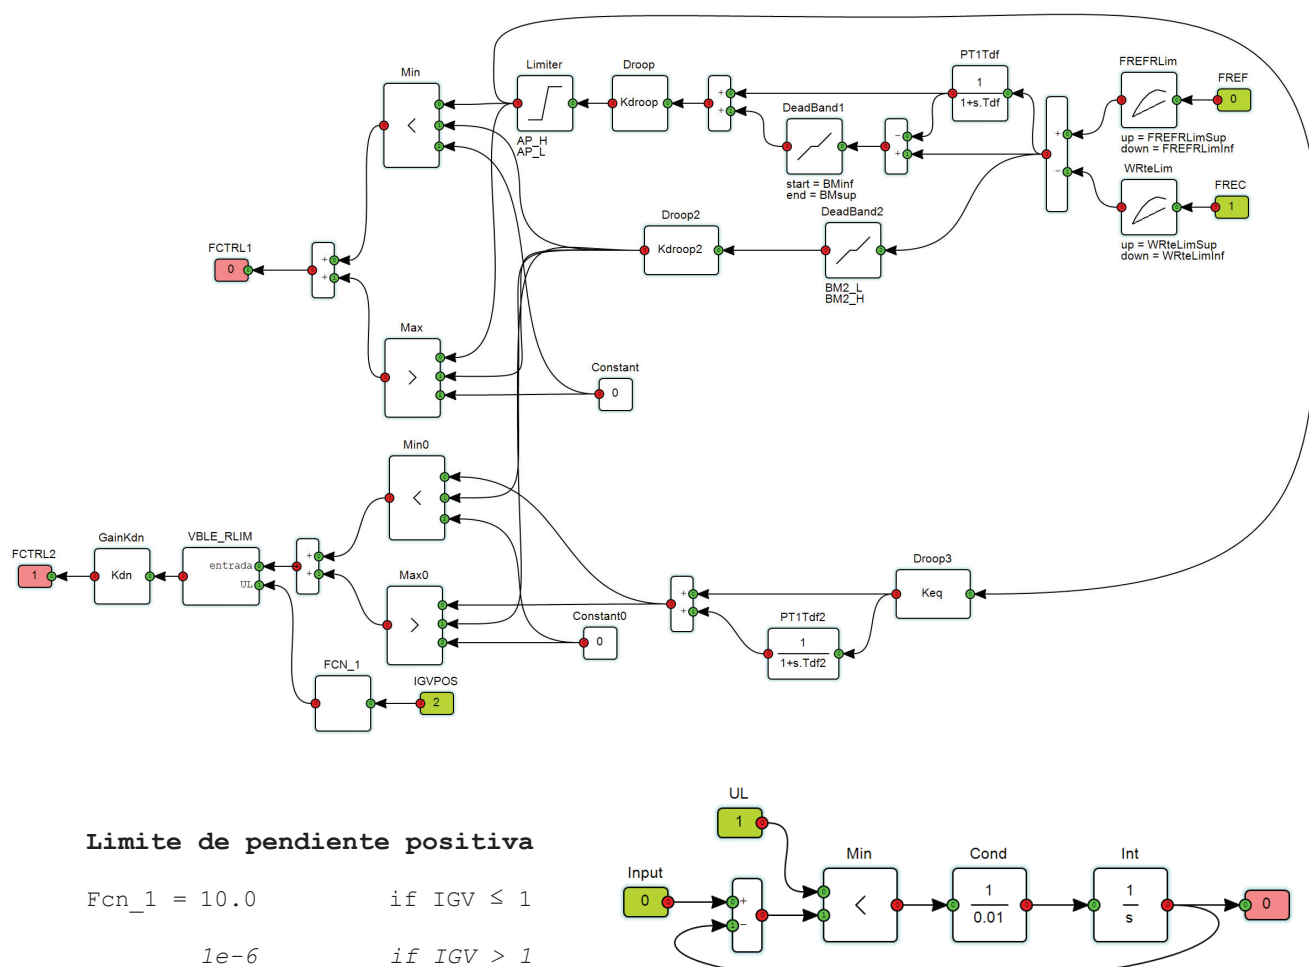 Min
<
Limiter
AP_H
AP_L
Droop
Kdroop
+
+
DeadBand1
start = BMinf
end = BMsup
PT1Tdf
1
1+s.Tdf
−
+
+
−
FREFRLim
up = FREFRLimSup
down = FREFRLimInf
FREF
0
WRteLim
up = WRteLimSup
down = WRteLimInf
FREC
1
Droop2
Kdroop2
DeadBand2
BM2_L
BM2_H
FCTRL1
0
+
+
Max
>
Constant
0
Min0
<
FCTRL2
1
GainKdn
Kdn
VBLE_RLIM
entrada
UL
+
+
Max0
>
Constant0
0
+
+
PT1Tdf2
1
1+s.Tdf2
Droop3
Keq
FCN_1
IGVPOS
2
Limite de pendiente positiva
Fcn_1 = 10.0 if IGV ≤ 1
1e-6 if IGV > 1
UL
1
Input
0
+
−
Min
<
Cond
1
0.01
Int
1
s
0